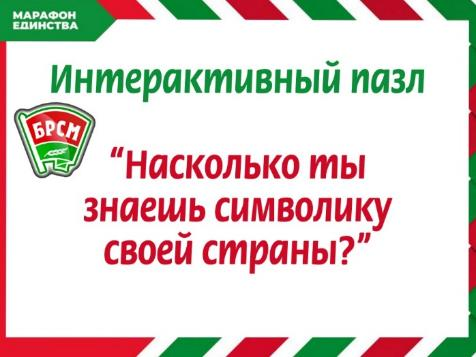 МАРАФОН
ЕДИНСТВА
Интерактивный пазл
БРСМ
“Насколько ты
знаешь символику
своей страны?”